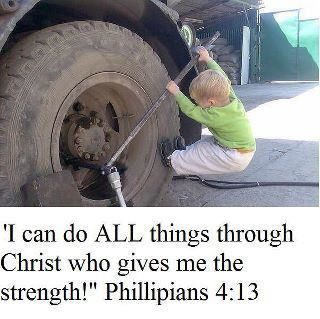 'I can do ALL things through
Christ who gives me the
strength!" Phillipians 4:13